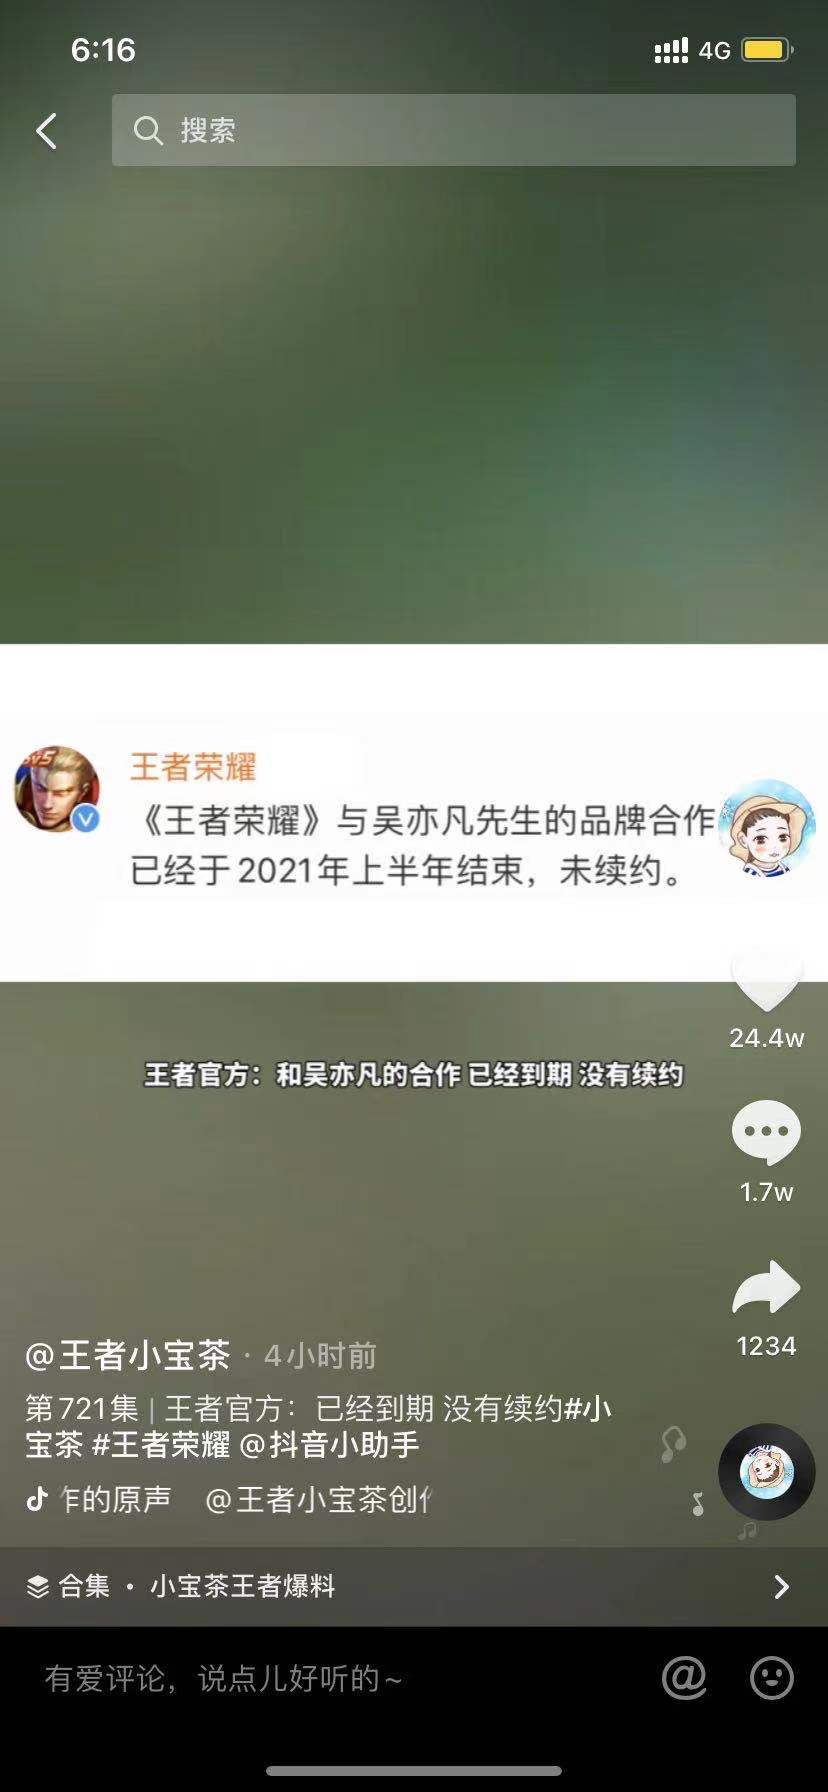 6:16
4G
搜索
5v5
王者荣耀
《王者荣耀》与吴亦凡先生的品牌合作
已经于2021年上半年结束，未续约。
24.4w
王者官方：和吴亦凡的合作 已经到期 没有续约
1.7w
1234
@王者小宝茶 · 4小时前
第721集 | 王者官方：已经到期 没有续约#小
宝茶 #王者荣耀 @抖音小助手
的原声 @王者小宝茶创
合集 · 小宝茶王者爆料
有爱评论，说点儿好听的~